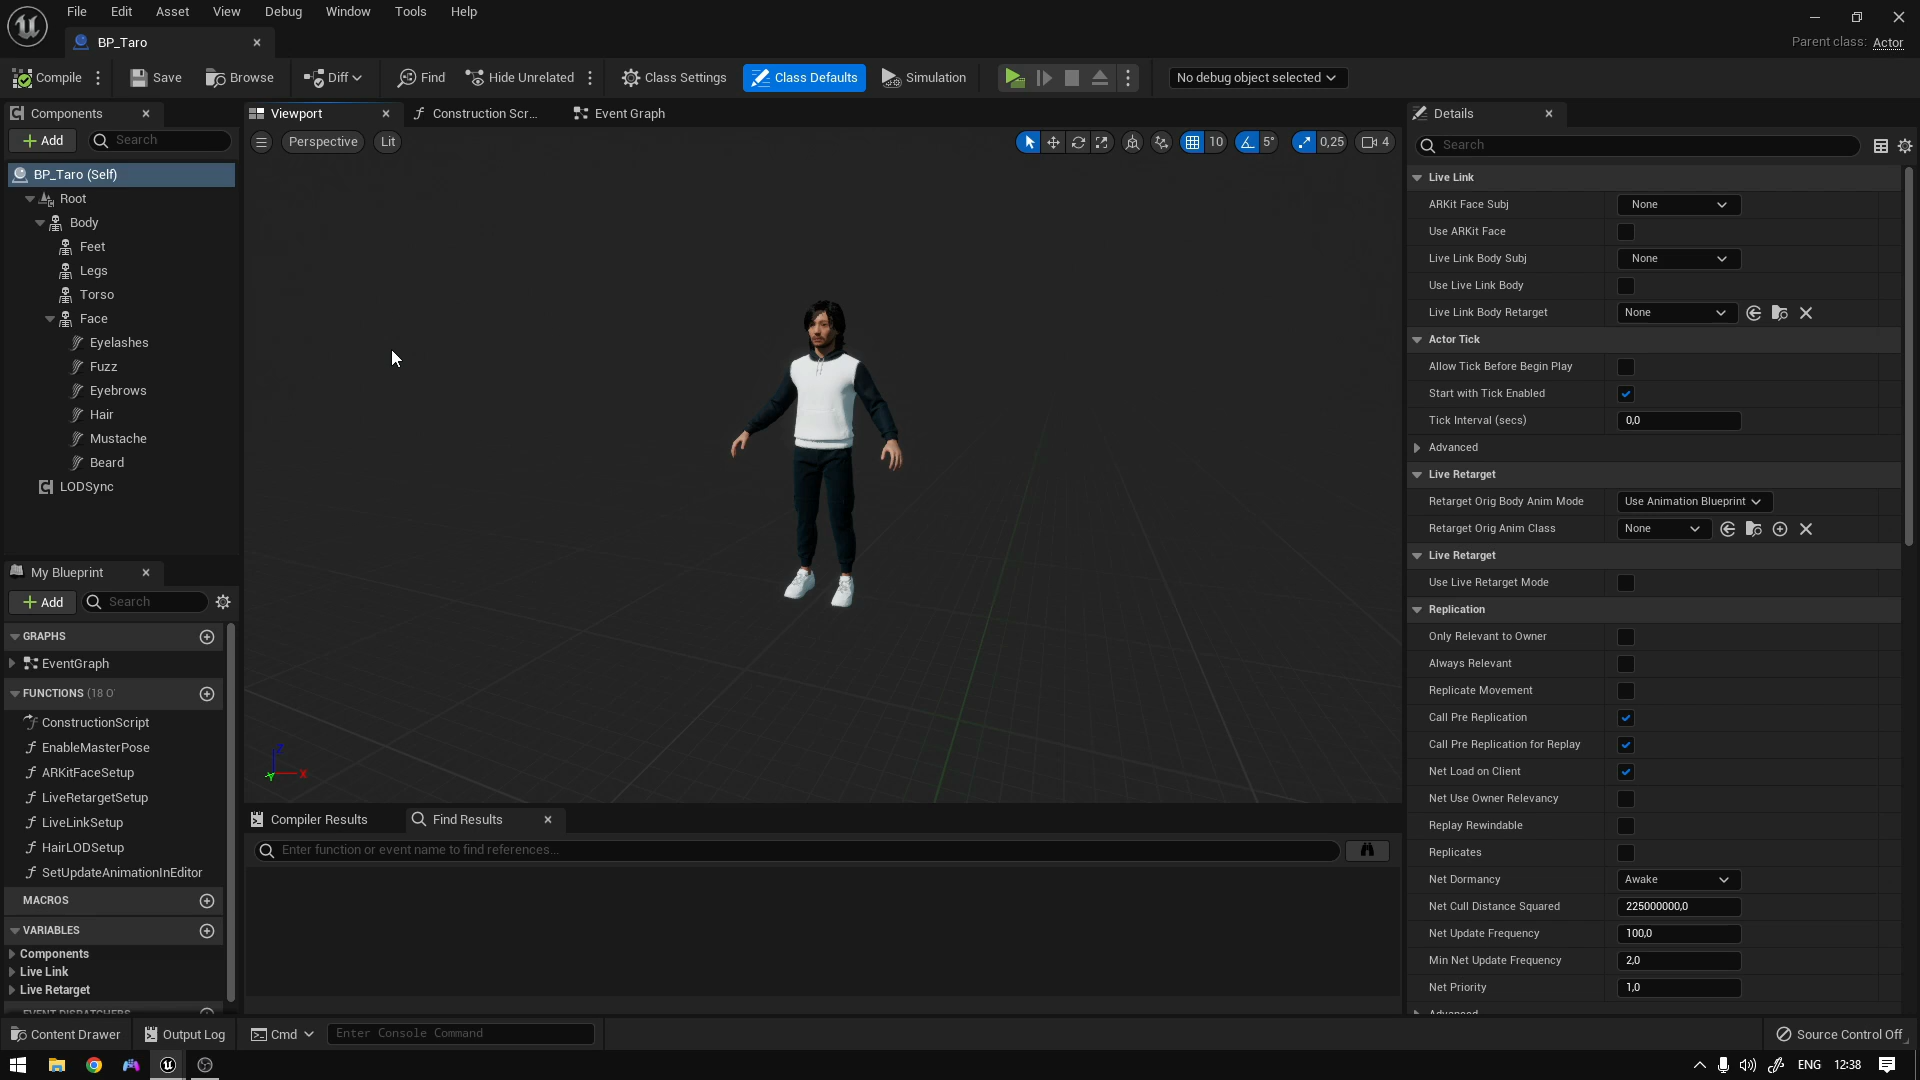 File Edit Asset View Debug Window Tools Help
BP_Taro
Parent class: Actor
Compile Save Browse Diff Find Hide Unrelated Class Settings Class Defaults Simulation No debug object selected
Components
Add Search
BP_Taro (Self)
Root
Body
Feet
Legs
Torso
Face
Eyelashes
Fuzz
Eyebrows
Hair
Mustache
Beard
LODSync
My Blueprint
Add Search
GRAPHS
EventGraph
FUNCTIONS (18 O
ConstructionScript
EnableMasterPose
ARKitFaceSetup
LiveRetargetSetup
LiveLinkSetup
HairLODSetup
SetUpdateAnimationInEditor
MACROS
VARIABLES
Components
Live Link
Live Retarget
EVENT DISPATCHERS
Viewport Construction Scr... Event Graph
Perspective Lit 10 5° 0,25 4
Z
Y X
Compiler Results Find Results
Enter function or event name to find references...
Details
Search
Live Link
ARKit Face Subj None
Use ARKit Face
Live Link Body Subj None
Use Live Link Body
Live Link Body Retarget None
Actor Tick
Allow Tick Before Begin Play
Start with Tick Enabled
Tick Interval (secs) 0,0
Advanced
Live Retarget
Retarget Orig Body Anim Mode Use Animation Blueprint
Retarget Orig Anim Class None
Live Retarget
Use Live Retarget Mode
Replication
Only Relevant to Owner
Always Relevant
Replicate Movement
Call Pre Replication
Call Pre Replication for Replay
Net Load on Client
Net Use Owner Relevancy
Replay Rewindable
Replicates
Net Dormancy Awake
Net Cull Distance Squared 225000000,0
Net Update Frequency 100,0
Min Net Update Frequency 2,0
Net Priority 1,0
Advanced
Content Drawer Output Log Cmd Enter Console Command Source Control Off
ENG 12:38